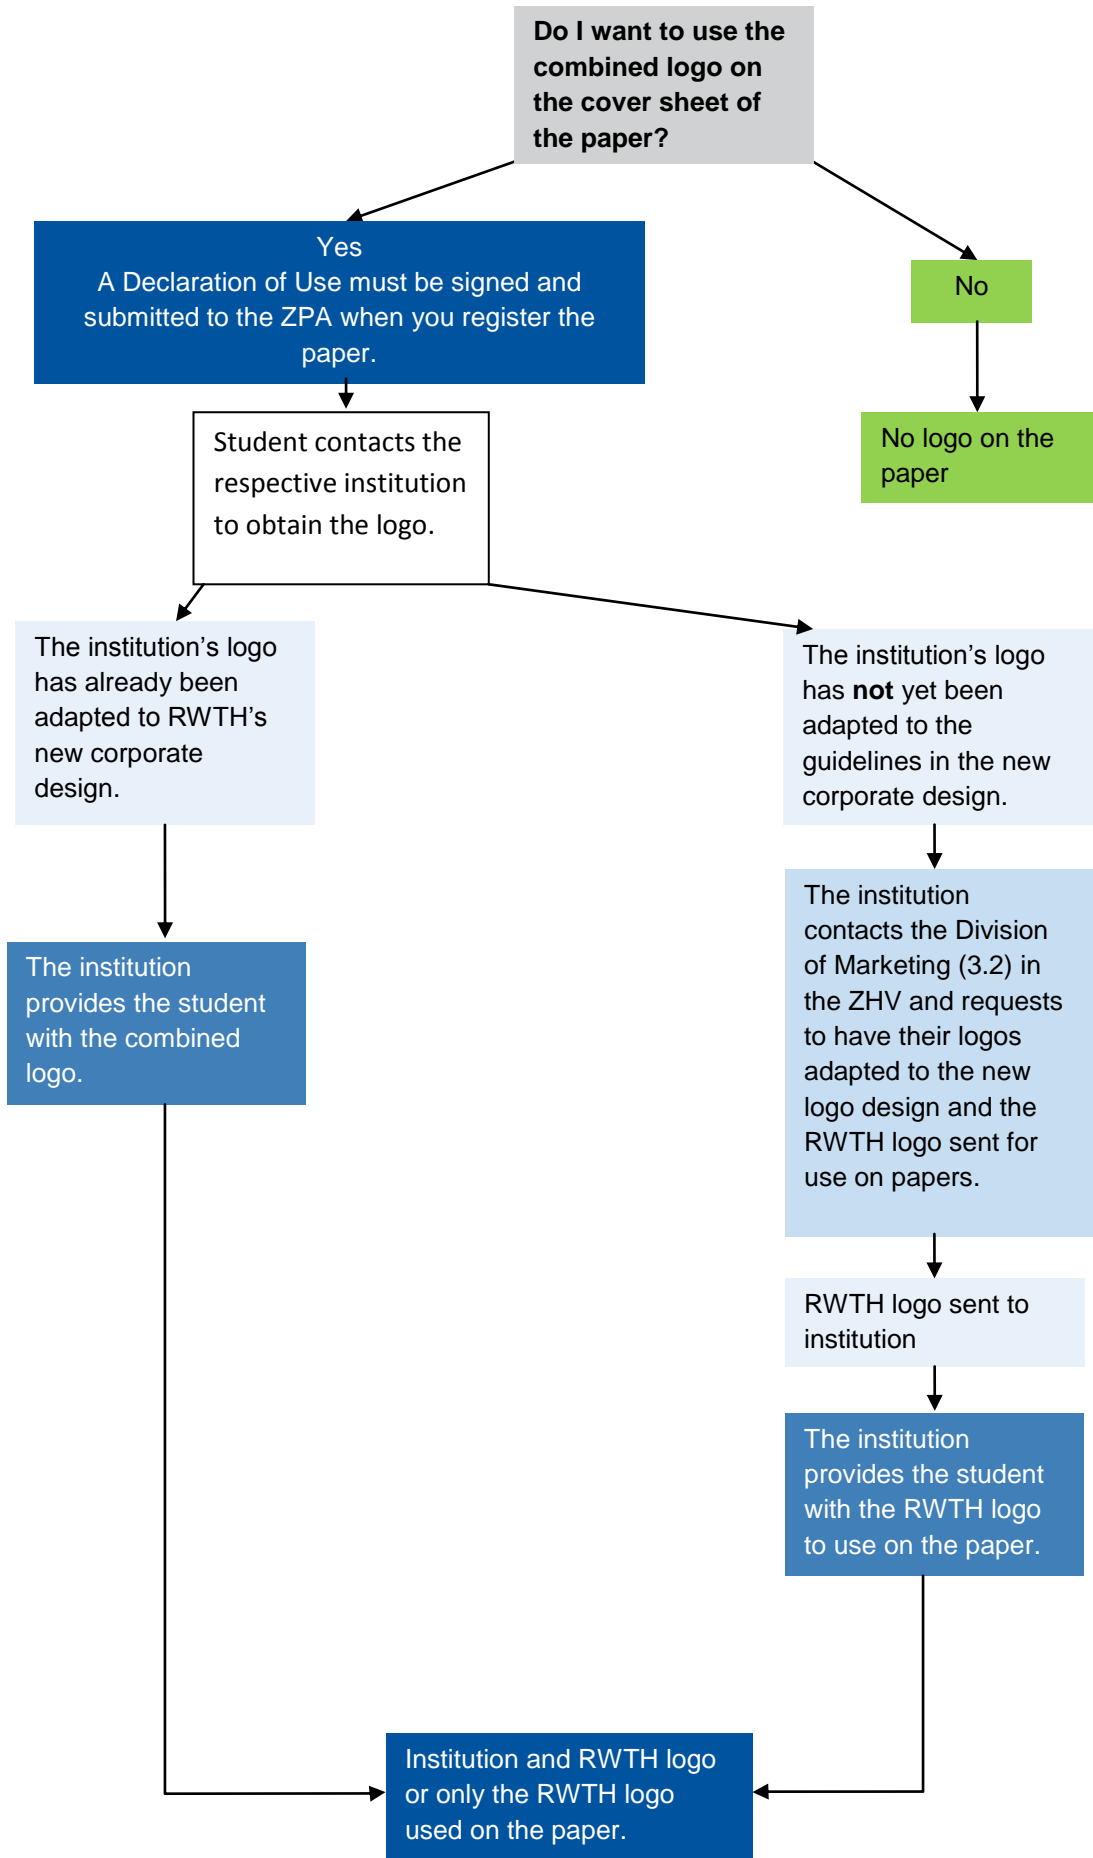 Do I want to use the
combined logo on
the cover sheet of
the paper?
Yes
A Declaration of Use must be signed and
submitted to the ZPA when you register the
paper.
No
Student contacts the
respective institution
to obtain the logo.
No logo on the
paper
The institution’s logo
has already been
adapted to RWTH’s
new corporate
design.
The institution’s logo
has not yet been
adapted to the
guidelines in the new
corporate design.
The institution
provides the student
with the combined
logo.
The institution
contacts the Division
of Marketing (3.2) in
the ZHV and requests
to have their logos
adapted to the new
logo design and the
RWTH logo sent for
use on papers.
RWTH logo sent to
institution
The institution
provides the student
with the RWTH logo
to use on the paper.
Institution and RWTH logo
or only the RWTH logo
used on the paper.